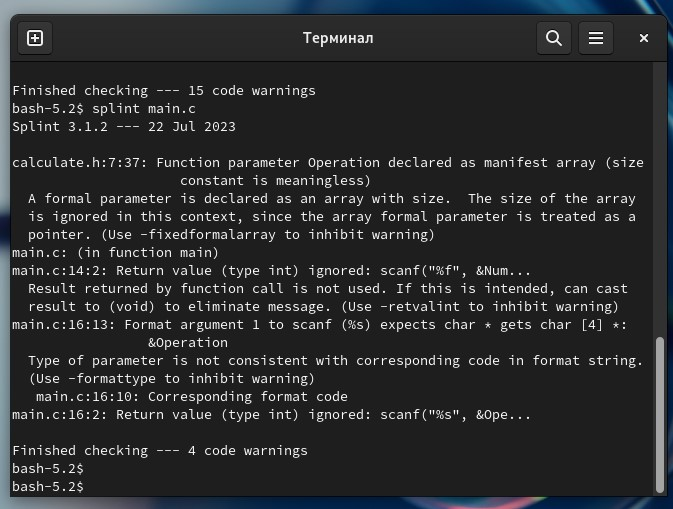 Терминал
Finished checking --- 15 code warnings
bash-5.2$ splint main.c
Splint 3.1.2 --- 22 Jul 2023
calculate.h:7:37: Function parameter Operation declared as manifest array (size
constant is meaningless)
A formal parameter is declared as an array with size.  The size of the array
is ignored in this context, since the array formal parameter is treated as a
pointer. (Use -fixedformalarray to inhibit warning)
main.c: (in function main)
main.c:14:2: Return value (type int) ignored: scanf("%f", &Num...
Result returned by function call is not used. If this is intended, can cast
result to (void) to eliminate message. (Use -retvalint to inhibit warning)
main.c:16:13: Format argument 1 to scanf (%s) expects char * gets char [4] *:
&Operation
Type of parameter is not consistent with corresponding code in format string.
(Use -formattype to inhibit warning)
main.c:16:10: Corresponding format code
main.c:16:2: Return value (type int) ignored: scanf("%s", &Ope...
Finished checking --- 4 code warnings
bash-5.2$
bash-5.2$